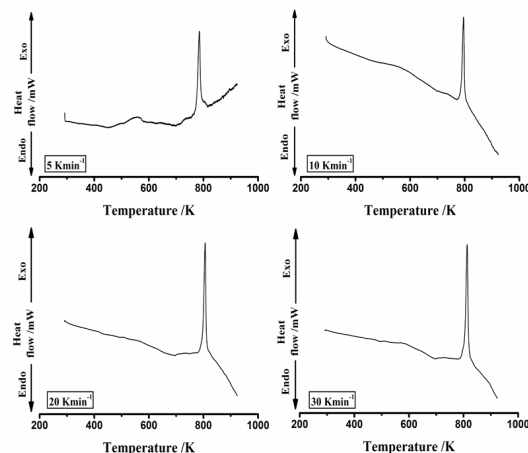 Exo
Heat
flow /mW
Endo
5 Kmin⁻¹
200 400 600 800 1000
Temperature /K
Exo
Heat
flow /mW
Endo
10 Kmin⁻¹
200 400 600 800 1000
Temperature /K
Exo
Heat
flow /mW
Endo
20 Kmin⁻¹
200 400 600 800 1000
Temperature /K
Exo
Heat
flow /mW
Endo
30 Kmin⁻¹
200 400 600 800 1000
Temperature /K